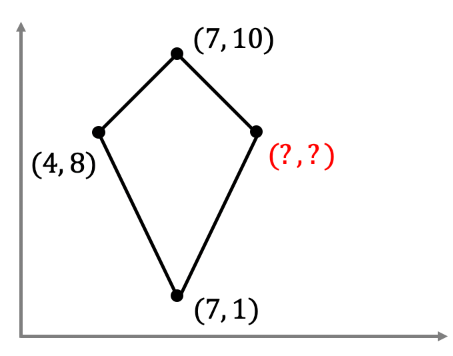 (7, 10)
(4, 8)
(?, ?)
(7, 1)